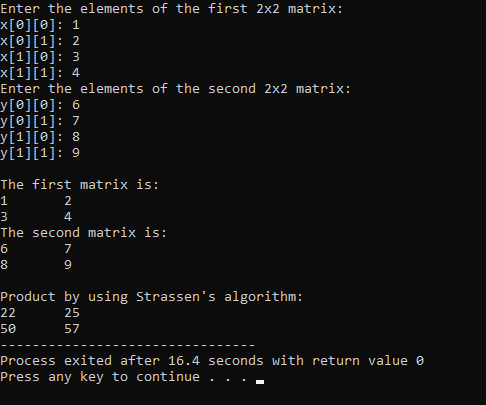 Enter the elements of the first 2x2 matrix:
x[0][0]: 1
x[0][1]: 2
x[1][0]: 3
x[1][1]: 4
Enter the elements of the second 2x2 matrix:
y[0][0]: 6
y[0][1]: 7
y[1][0]: 8
y[1][1]: 9

The first matrix is:
1       2
3       4
The second matrix is:
6       7
8       9

Product by using Strassen's algorithm:
22      25
50      57
--------------------------------
Process exited after 16.4 seconds with return value 0
Press any key to continue . . .